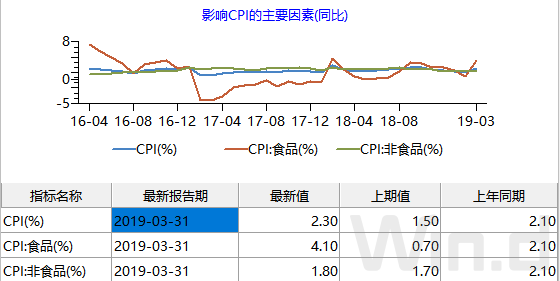 影响CPI的主要因素(同比)
8
0
-5
16-04 16-08 16-12 17-04 17-08 17-12 18-04 18-08 19-03
CPI(%) CPI:食品(%) CPI:非食品(%)
指标名称 最新报告期 最新值 上期值 上年同期
CPI(%) 2019-03-31 2.30 1.50 2.10
CPI:食品(%) 2019-03-31 4.10 0.70 2.10
CPI:非食品(%) 2019-03-31 1.80 1.70 2.10
Win.d